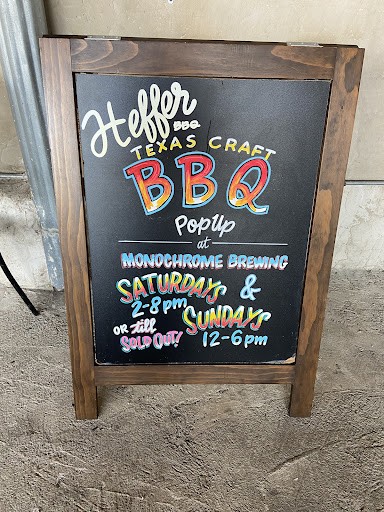 Heffer
BBQ
TEXAS CRAFT
BBQ
PopUp
at
MONOCHROME BREWING
SATURDAYS &
2-8pm
SUNDAYS
or till
SOLD OUT!
12-6pm